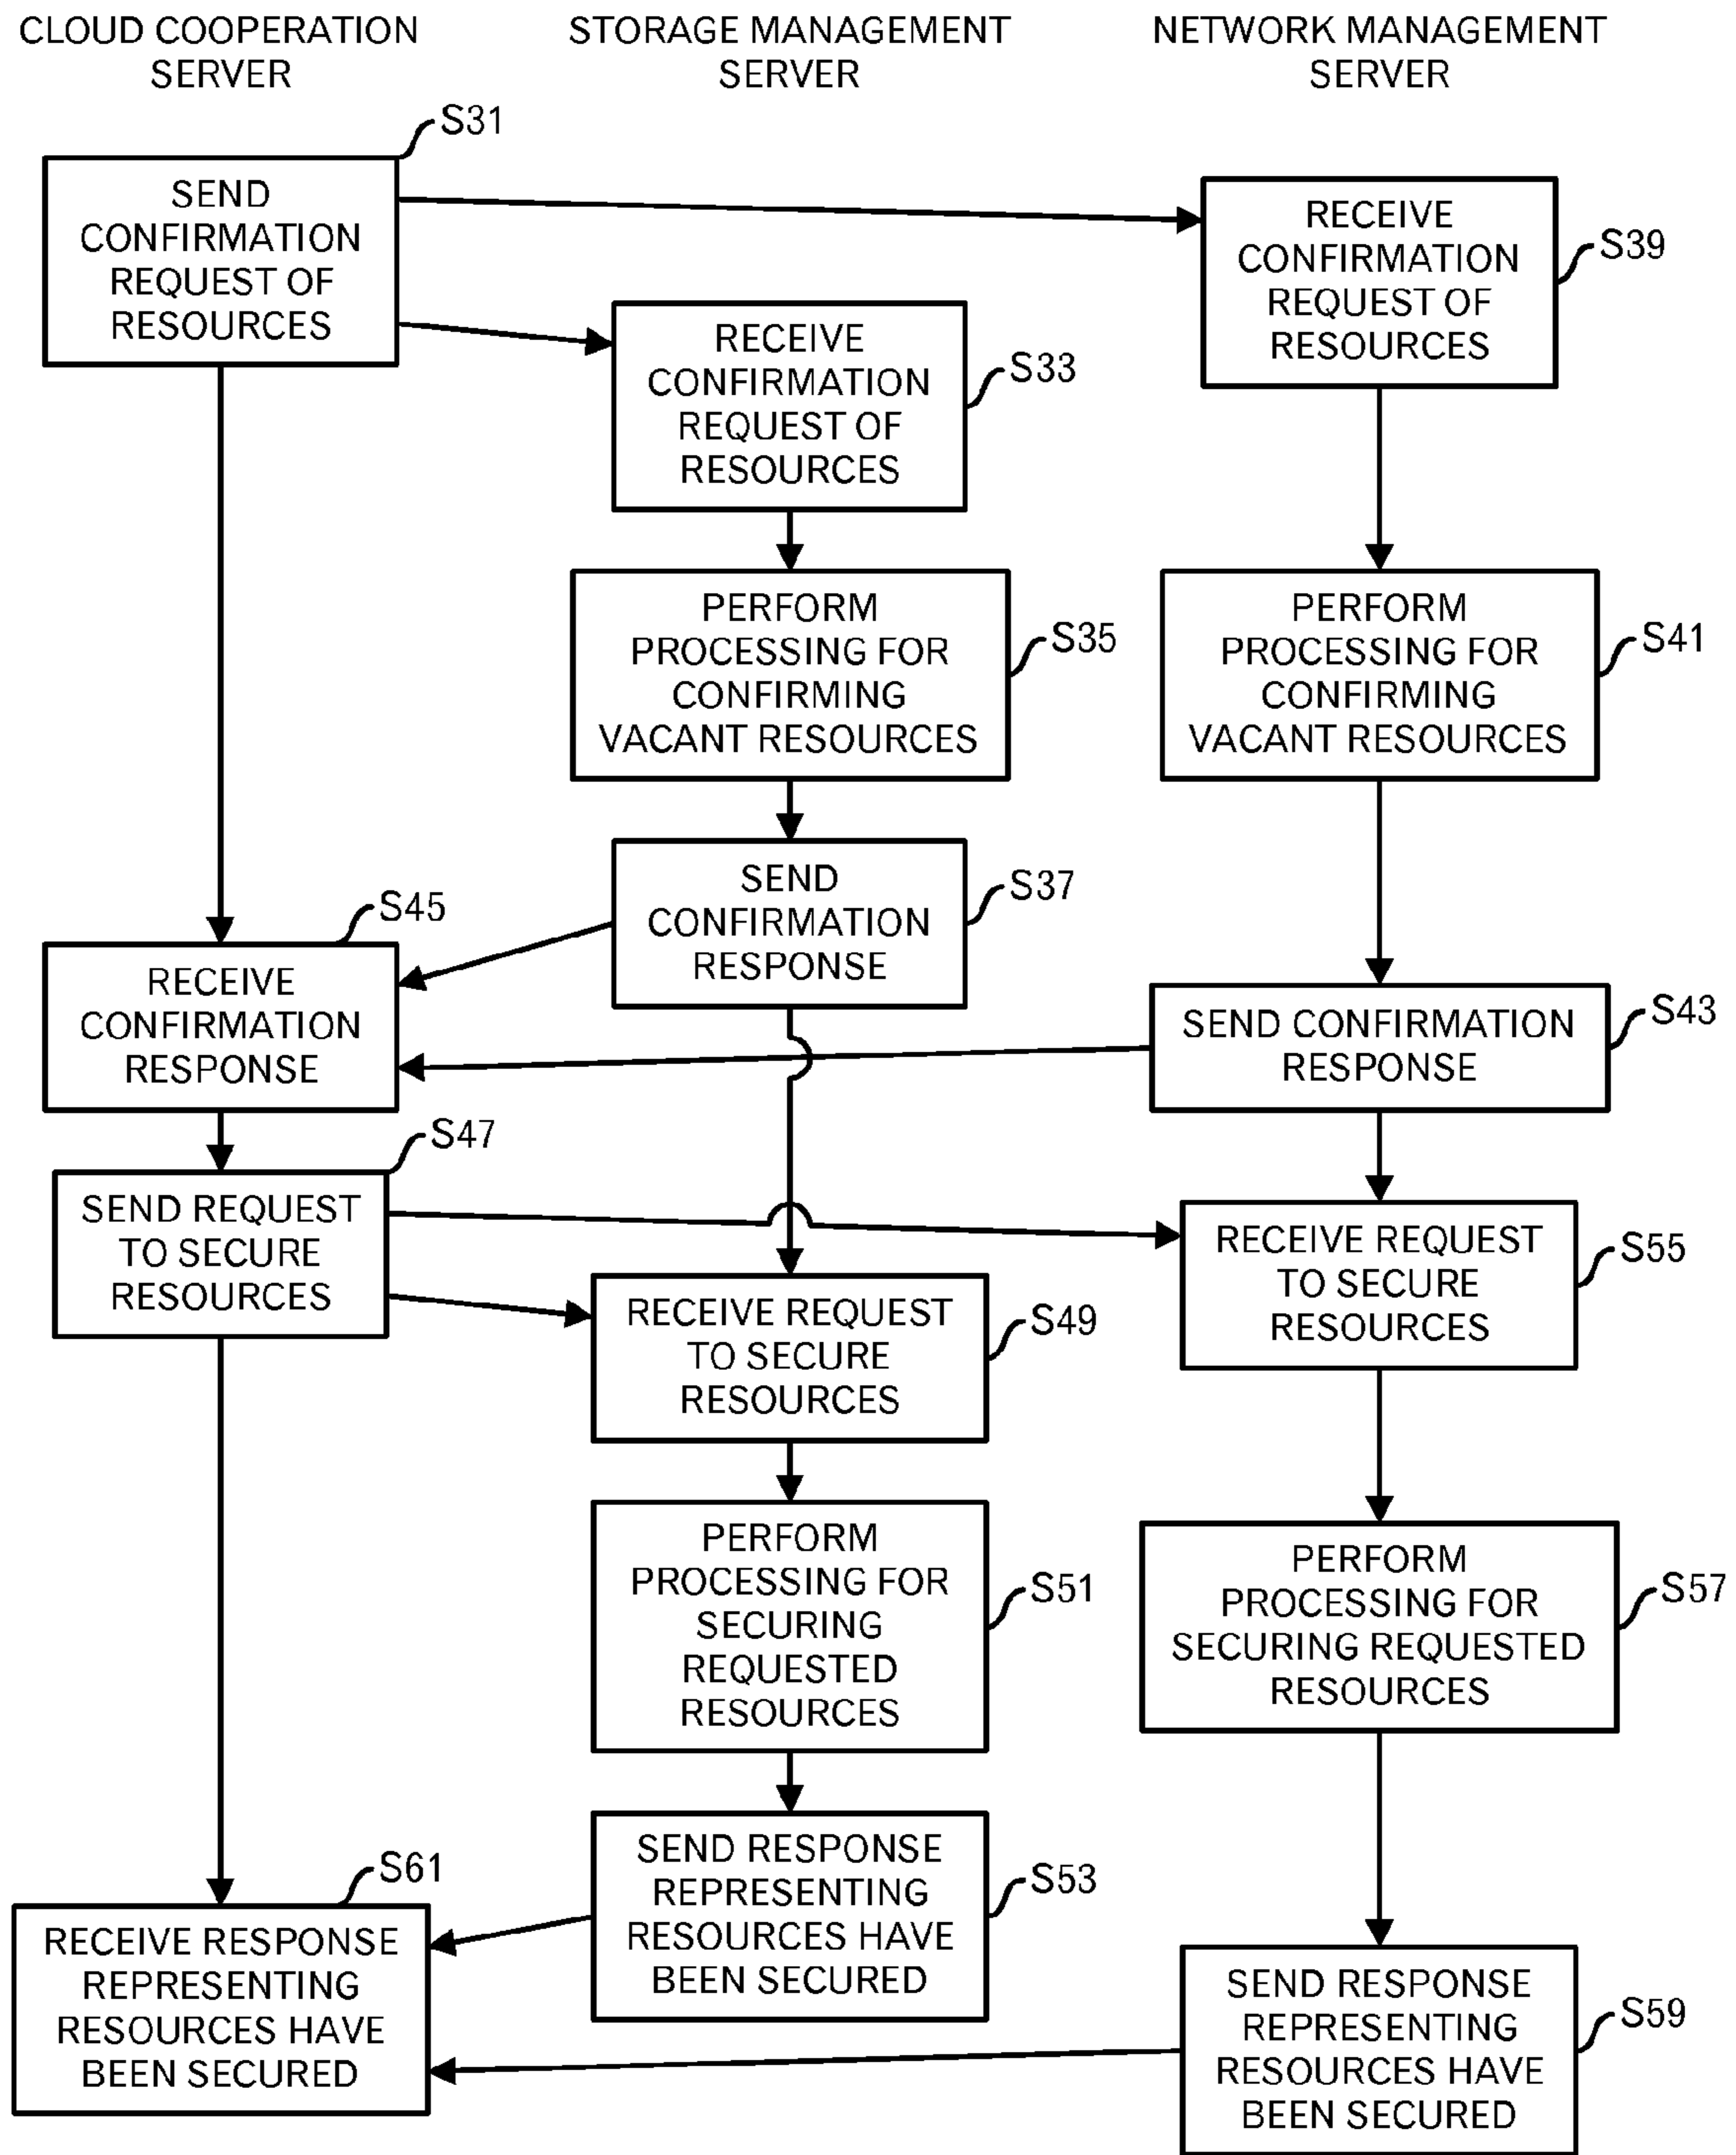 CLOUD COOPERATION
SERVER
STORAGE MANAGEMENT
SERVER
NETWORK MANAGEMENT
SERVER
S31
SEND
CONFIRMATION
REQUEST OF
RESOURCES
RECEIVE
CONFIRMATION
REQUEST OF
RESOURCES
S39
RECEIVE
CONFIRMATION
REQUEST OF
RESOURCES
S33
PERFORM
PROCESSING FOR
CONFIRMING
VACANT RESOURCES
S35
PERFORM
PROCESSING FOR
CONFIRMING
VACANT RESOURCES
S41
SEND
CONFIRMATION
RESPONSE
S37
S45
RECEIVE
CONFIRMATION
RESPONSE
SEND CONFIRMATION
RESPONSE
S43
S47
SEND REQUEST
TO SECURE
RESOURCES
RECEIVE REQUEST
TO SECURE
RESOURCES
S55
RECEIVE REQUEST
TO SECURE
RESOURCES
S49
PERFORM
PROCESSING FOR
SECURING
REQUESTED
RESOURCES
S51
PERFORM
PROCESSING FOR
SECURING REQUESTED
RESOURCES
S57
SEND RESPONSE
REPRESENTING
RESOURCES HAVE
BEEN SECURED
S53
S61
RECEIVE RESPONSE
REPRESENTING
RESOURCES HAVE
BEEN SECURED
SEND RESPONSE
REPRESENTING
RESOURCES HAVE
BEEN SECURED
S59